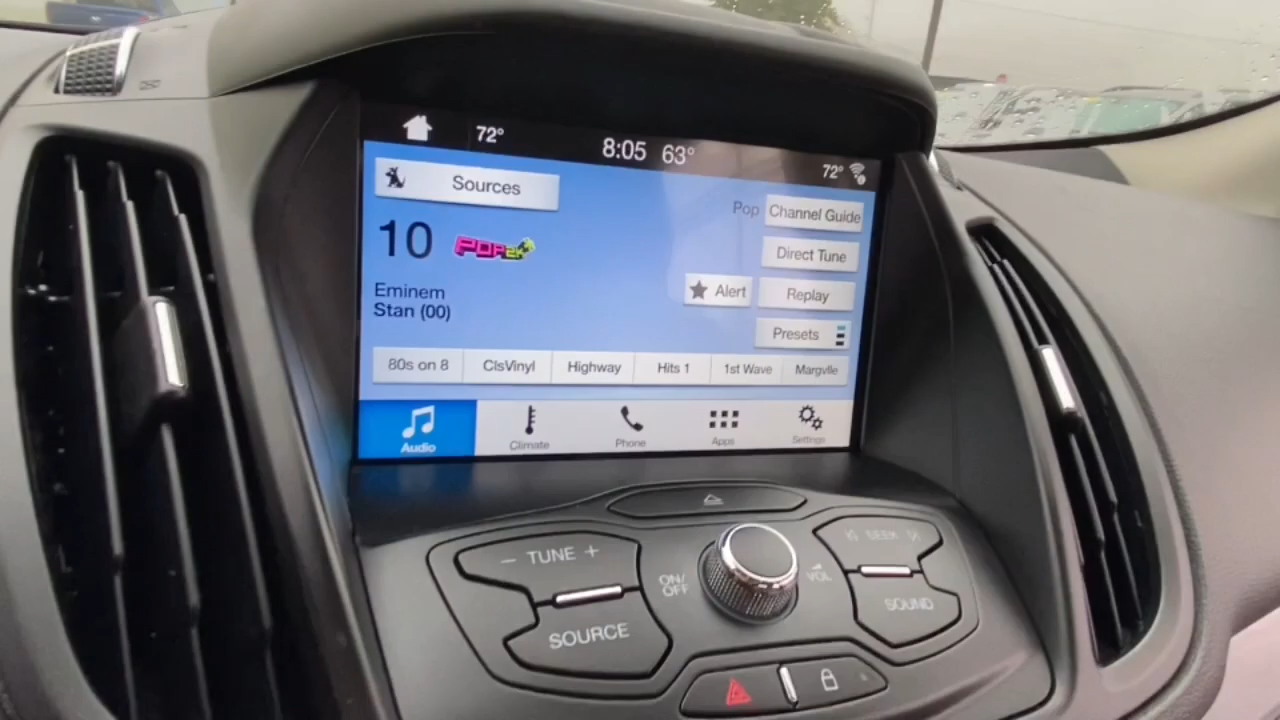 72°
8:05 63°
72°
Sources
Pop
Channel Guide
10
POP2K
Direct Tune
Eminem
Stan (00)
Alert
Replay
Presets
80s on 8
ClsVinyl
Highway
Hits 1
1st Wave
Margvlle
Audio
Climate
Phone
Apps
Settings
− TUNE +
SOURCE
ON/
OFF
VOL
SEEK
SOUND